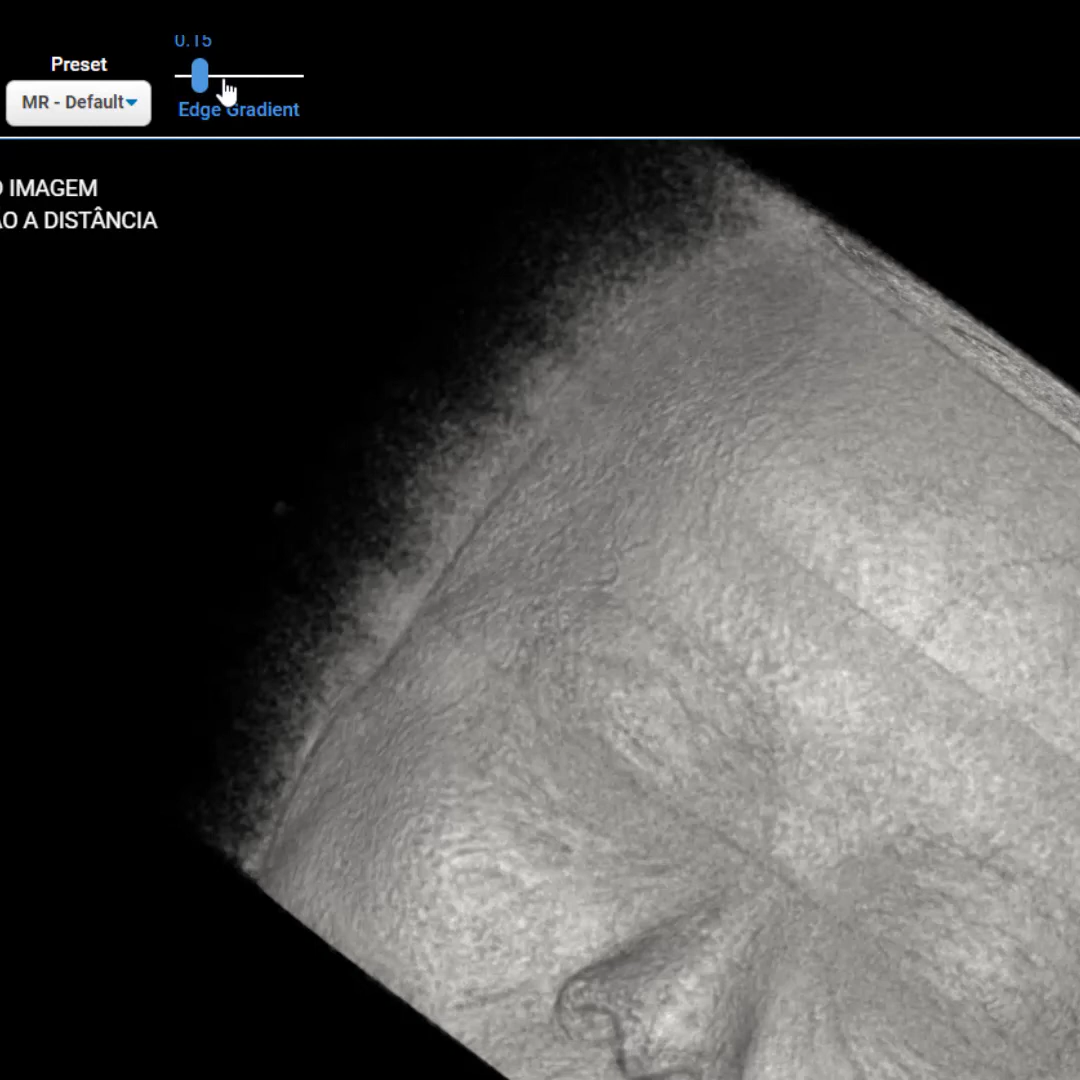 0.15
Preset
MR - Default
Edge Gradient
IMAGEM
A DISTÂNCIA